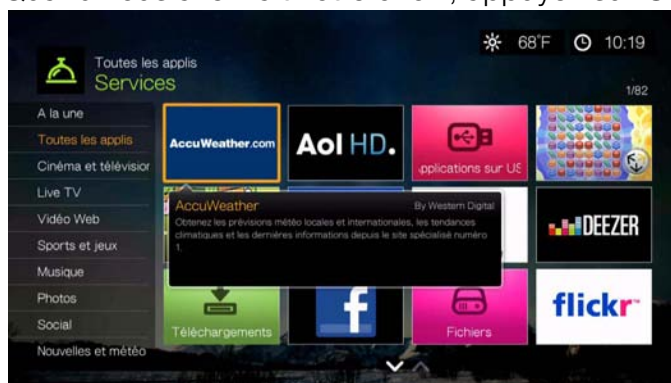 Toutes les applis
Services
68°F 10:19
1/82
A la une
Toutes les applis
Cinéma et télévision
Live TV
Vidéo Web
Sports et jeux
Musique
Photos
Social
Nouvelles et météo
AccuWeather.com
Aol HD.
pplications sur US
AccuWeather
By Western Digital
Obtenez les prévisions météo locales et internationales, les tendances
climatiques et les dernières informations depuis le site spécialisé numéro
1.
DEEZER
Téléchargements
f
Fichiers
flickr